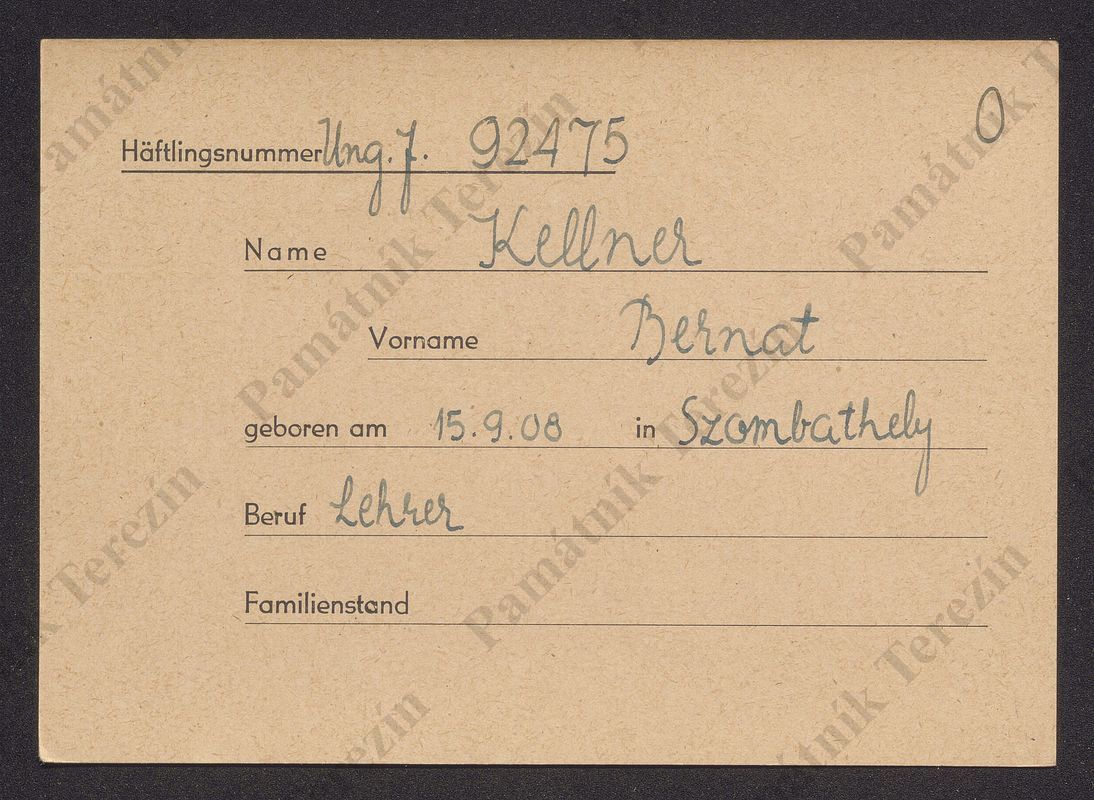 O
Häftlingsnummer Ung. J. 92475
Name Kellner
Vorname Bernat
geboren am 15.9.08 in Szombathely
Beruf Lehrer
Familienstand
Památník Terezín